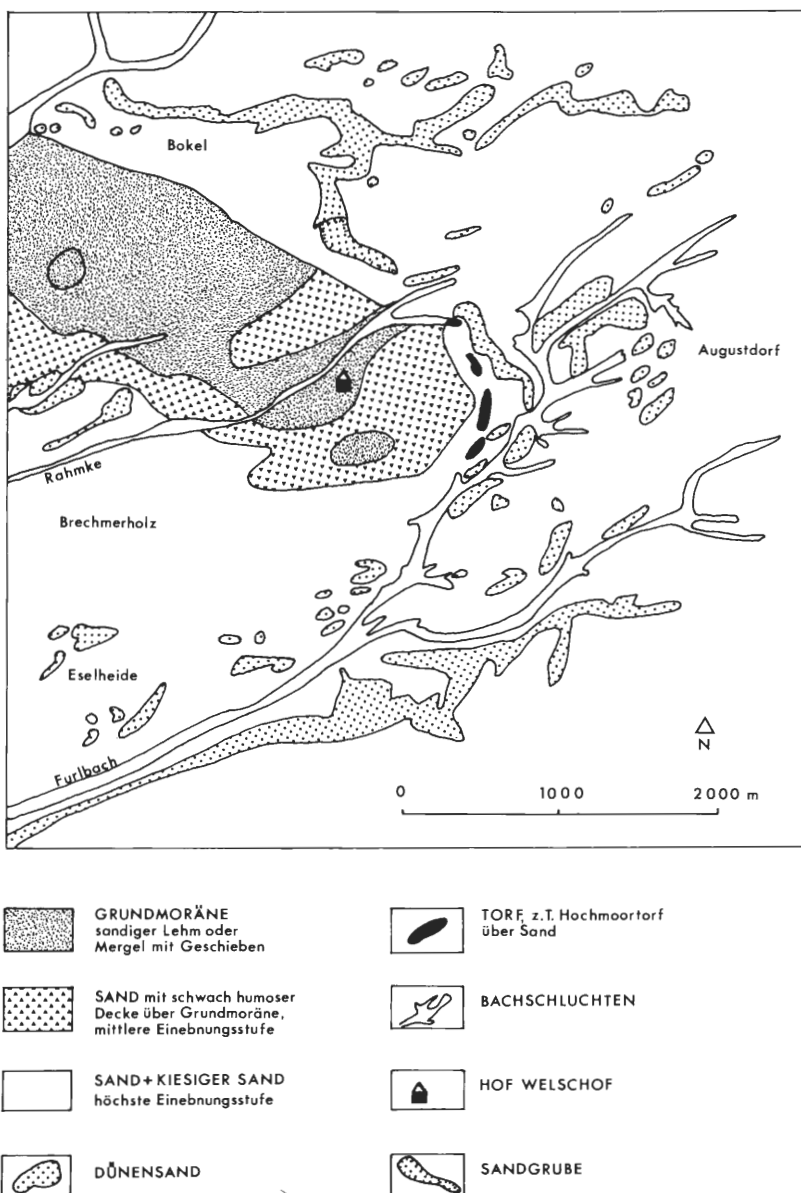 Bokel
Augustdorf
Rahmke
Brechmerholz
Eselheide
Furlbach
N
0 1000 2000 m
GRUNDMORÄNE
sandiger Lehm oder
Mergel mit Geschieben
SAND mit schwach humoser
Decke über Grundmoräne,
mittlere Einebnungsstufe
SAND+KIESIGER SAND
höchste Einebnungsstufe
DÜNENSAND
TORF, z.T. Hochmoortorf
über Sand
BACHSCHLUCHTEN
HOF WELSCHOF
SANDGRUBE